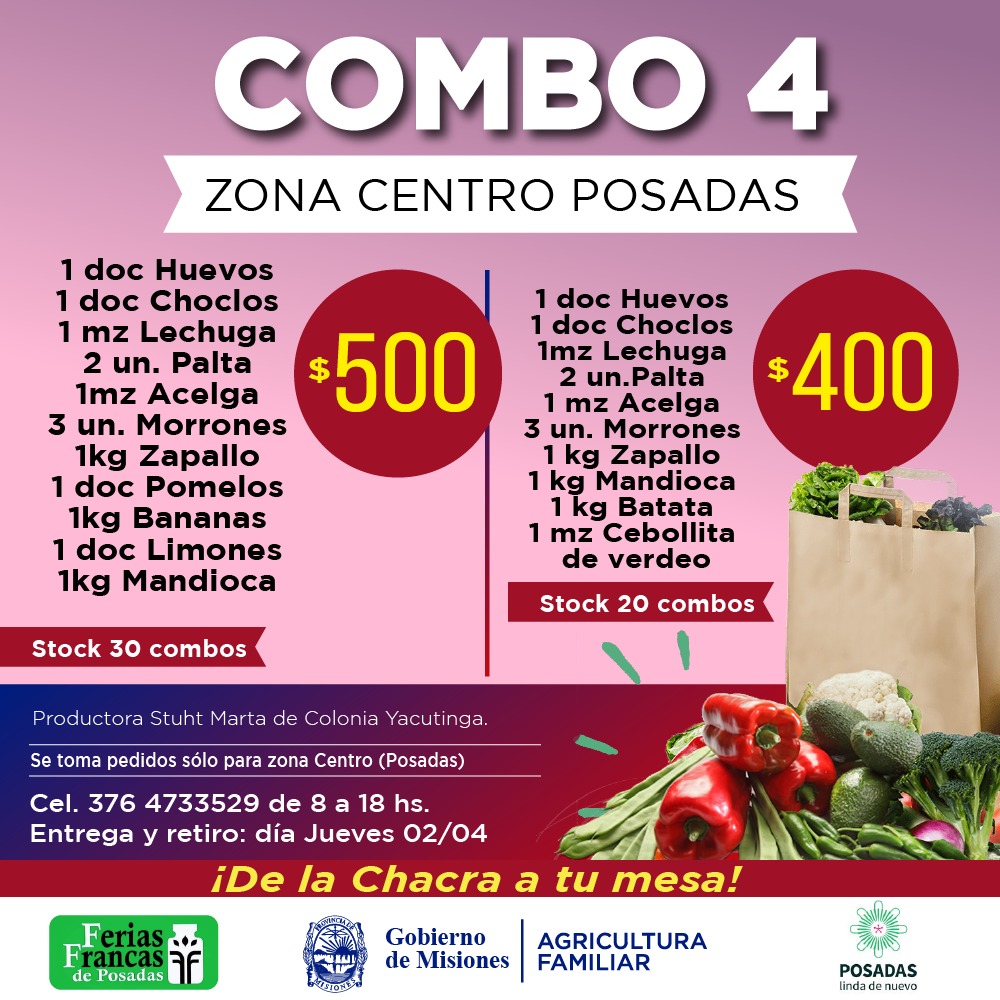 COMBO 4
ZONA CENTRO POSADAS
1 doc Huevos
1 doc Choclos
1 mz Lechuga
2 un. Palta
1mz Acelga
3 un. Morrones
1kg Zapallo
1 doc Pomelos
1kg Bananas
1 doc Limones
1kg Mandioca
$500
Stock 30 combos
1 doc Huevos
1 doc Choclos
1mz Lechuga
2 un.Palta
1 mz Acelga
3 un. Morrones
1 kg Zapallo
1 kg Mandioca
1 kg Batata
1 mz Cebollita
de verdeo
$400
Stock 20 combos
Productora Stuht Marta de Colonia Yacutinga.
Se toma pedidos sólo para zona Centro (Posadas)
Cel. 376 4733529 de 8 a 18 hs.
Entrega y retiro: día Jueves 02/04
¡De la Chacra a tu mesa!
Ferias
Francas
de Posadas
PROVINCIA DE
MISIONES
Gobierno
de Misiones
AGRICULTURA
FAMILIAR
POSADAS
linda de nuevo